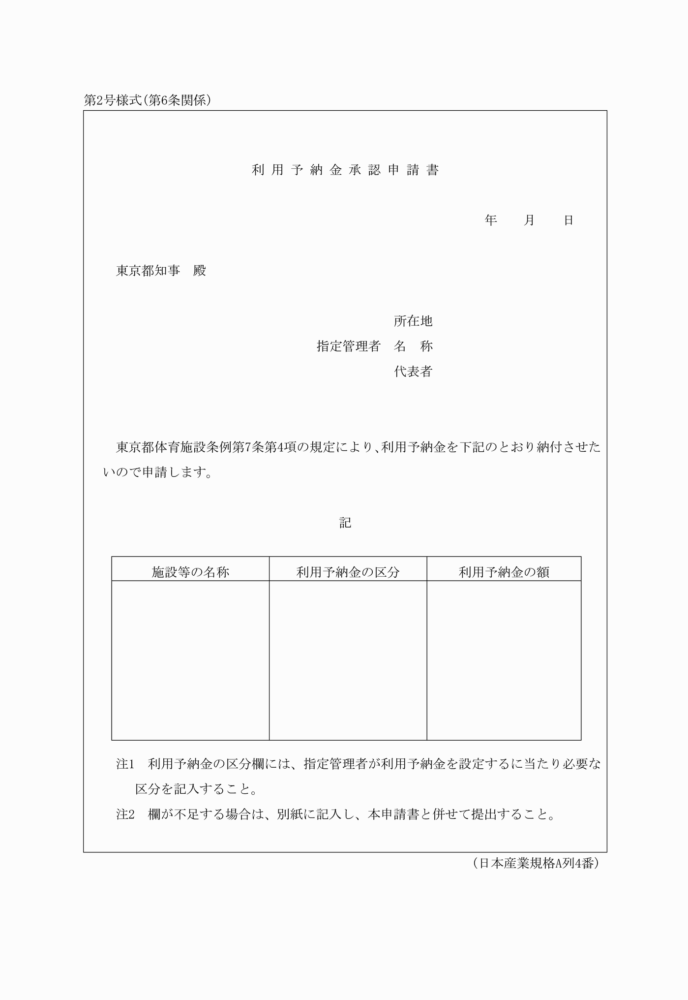 第2号様式(第6条関係)
利用予納金承認申請書
年　　月　　日
東京都知事　殿
所在地
指定管理者　名　称
代表者
東京都体育施設条例第7条第4項の規定により、利用予納金を下記のとおり納付させた
いので申請します。
記
施設等の名称　利用予納金の区分　利用予納金の額
注1　利用予納金の区分欄には、指定管理者が利用予納金を設定するに当たり必要な
区分を記入すること。
注2　欄が不足する場合は、別紙に記入し、本申請書と併せて提出すること。
(日本産業規格A列4番)